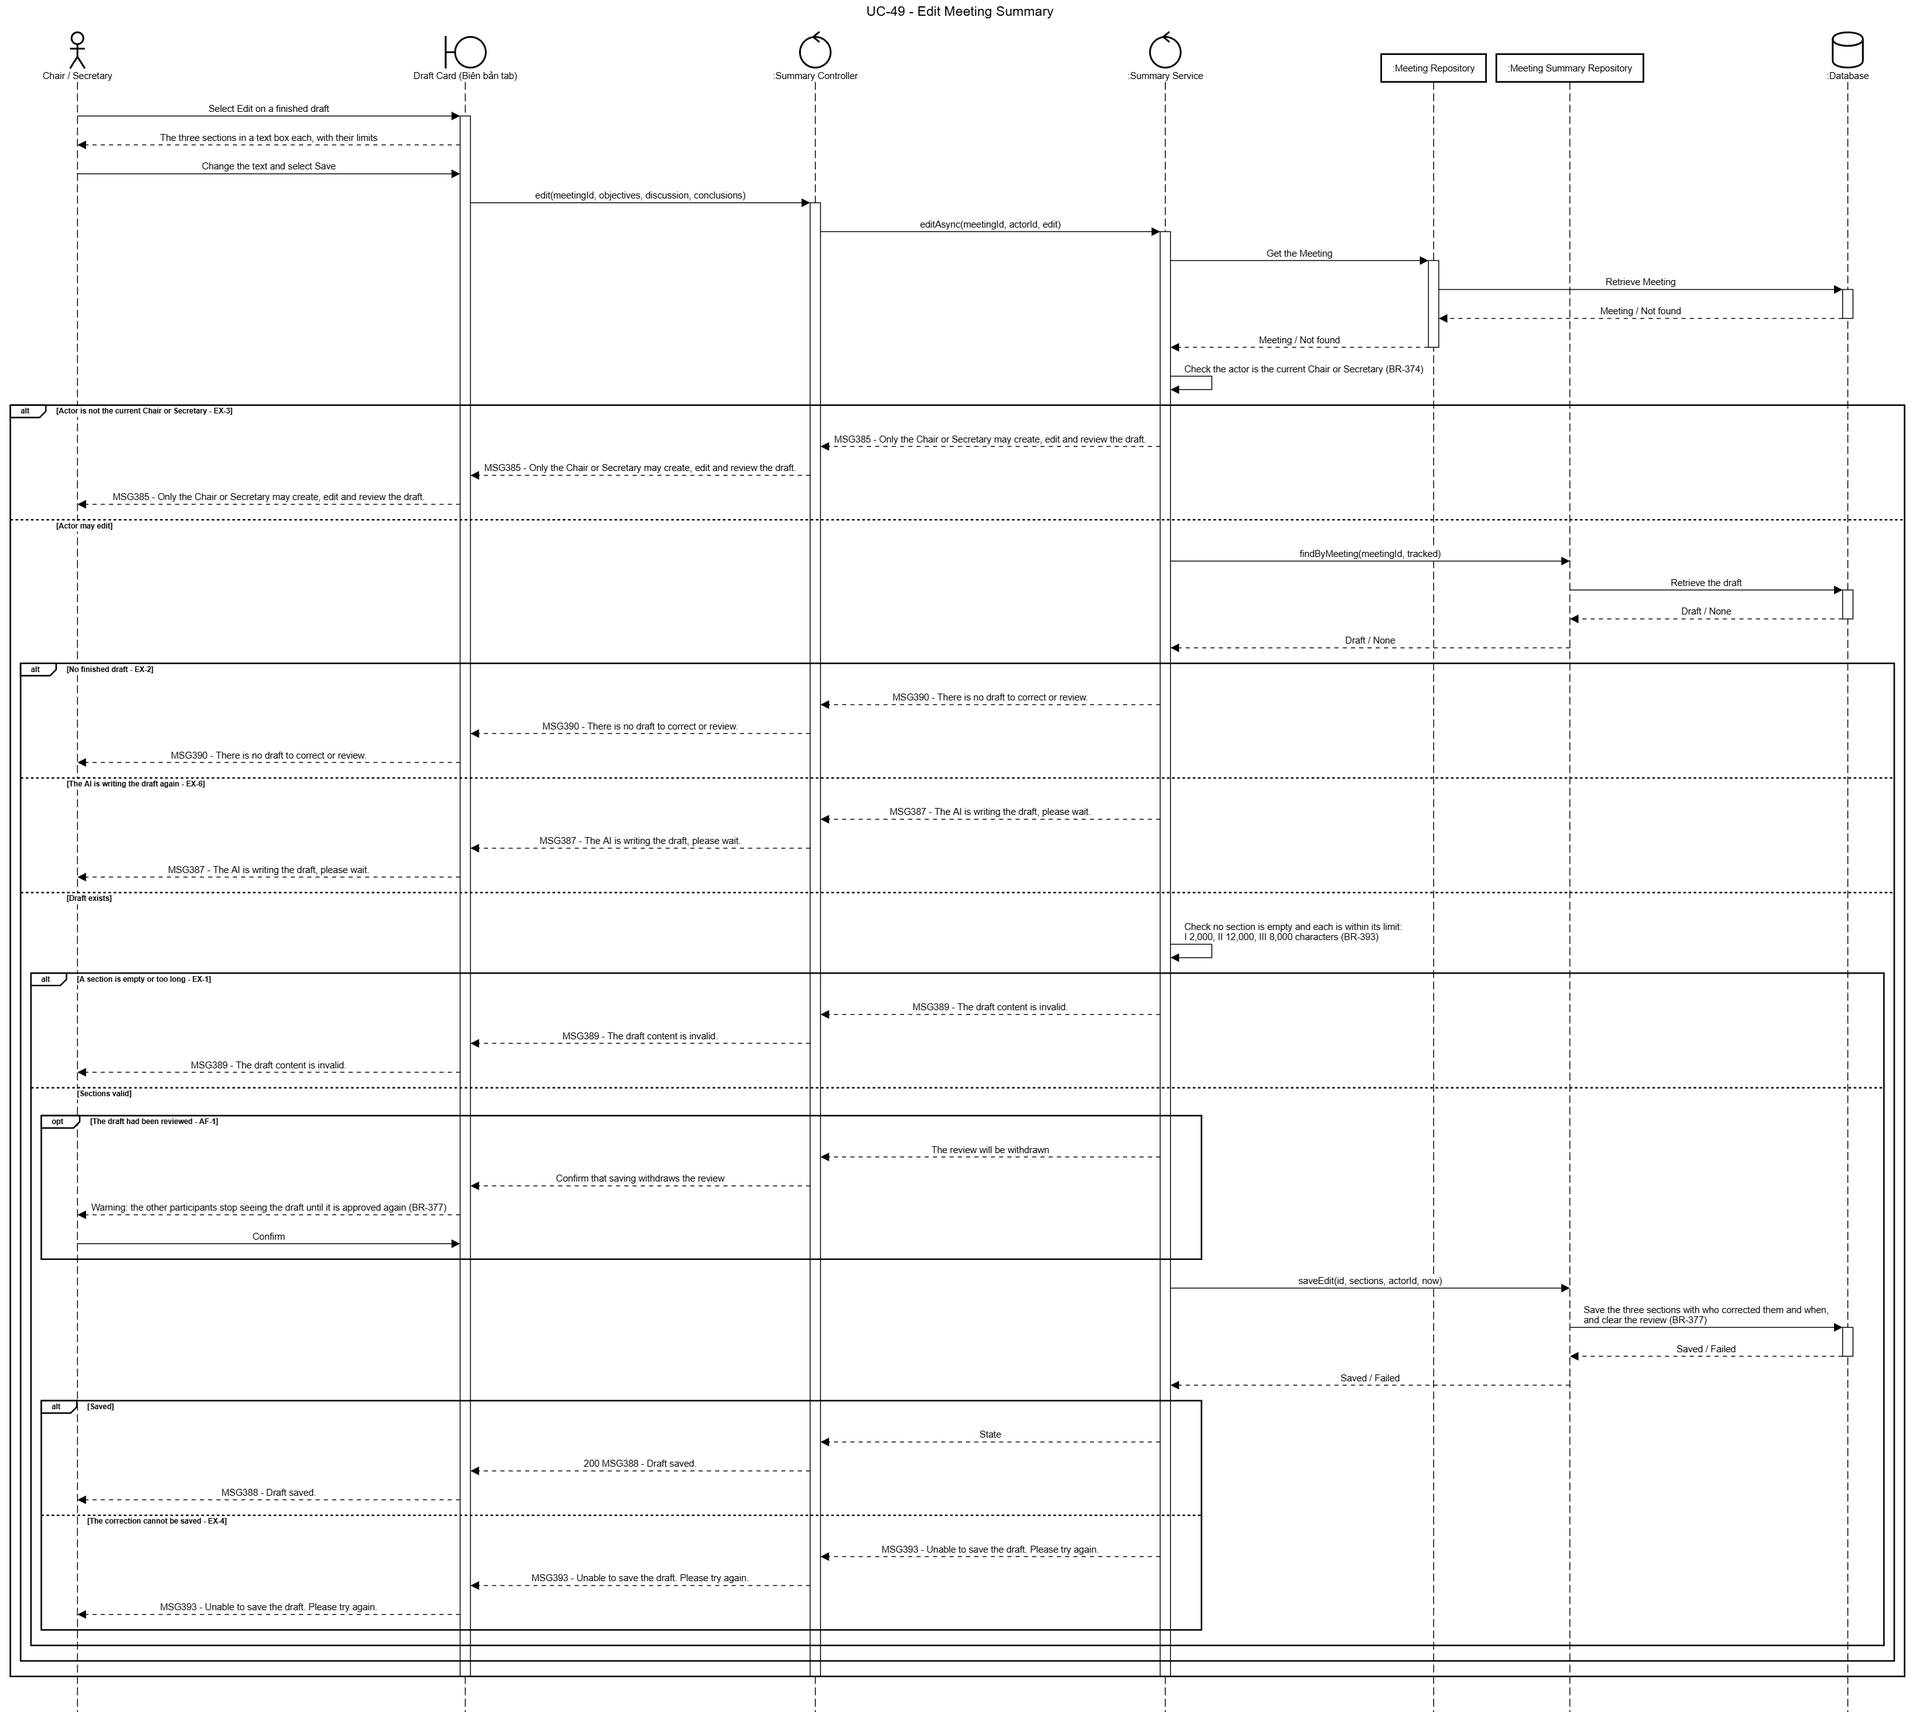 UC-49 - Edit Meeting Summary
Chair / Secretary
Draft Card (Biên bản tab)
:Summary Controller
:Summary Service
:Meeting Repository
:Meeting Summary Repository
:Database
Select Edit on a finished draft
The three sections in a text box each, with their limits
Change the text and select Save
edit(meetingId, objectives, discussion, conclusions)
editAsync(meetingId, actorId, edit)
Get the Meeting
Retrieve Meeting
Meeting / Not found
Meeting / Not found
Check the actor is the current Chair or Secretary (BR-374)
alt
[Actor is not the current Chair or Secretary - EX-3]
MSG385 - Only the Chair or Secretary may create, edit and review the draft.
MSG385 - Only the Chair or Secretary may create, edit and review the draft.
MSG385 - Only the Chair or Secretary may create, edit and review the draft.
[Actor may edit]
findByMeeting(meetingId, tracked)
Retrieve the draft
Draft / None
Draft / None
alt
[No finished draft - EX-2]
MSG390 - There is no draft to correct or review.
MSG390 - There is no draft to correct or review.
MSG390 - There is no draft to correct or review.
[The AI is writing the draft again - EX-6]
MSG387 - The AI is writing the draft, please wait.
MSG387 - The AI is writing the draft, please wait.
MSG387 - The AI is writing the draft, please wait.
[Draft exists]
Check no section is empty and each is within its limit:
I 2,000, II 12,000, III 8,000 characters (BR-393)
alt
[A section is empty or too long - EX-1]
MSG389 - The draft content is invalid.
MSG389 - The draft content is invalid.
MSG389 - The draft content is invalid.
[Sections valid]
opt
[The draft had been reviewed - AF-1]
The review will be withdrawn
Confirm that saving withdraws the review
Warning: the other participants stop seeing the draft until it is approved again (BR-377)
Confirm
saveEdit(id, sections, actorId, now)
Save the three sections with who corrected them and when,
and clear the review (BR-377)
Saved / Failed
Saved / Failed
alt
[Saved]
State
200 MSG388 - Draft saved.
MSG388 - Draft saved.
[The correction cannot be saved - EX-4]
MSG393 - Unable to save the draft. Please try again.
MSG393 - Unable to save the draft. Please try again.
MSG393 - Unable to save the draft. Please try again.